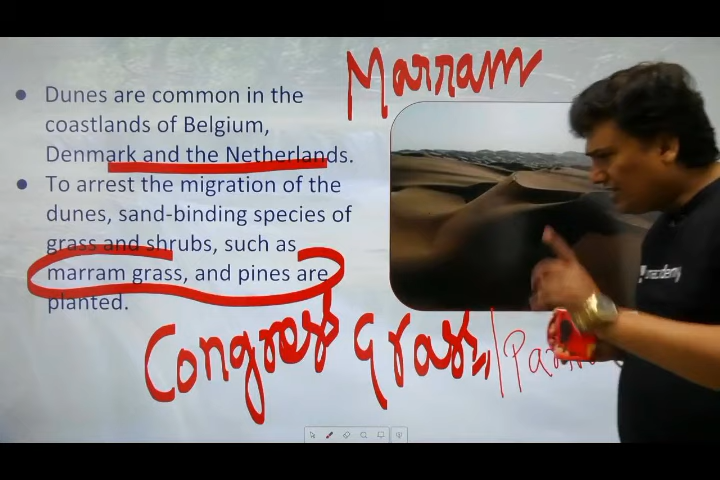 Marram
• Dunes are common in the
coastlands of Belgium,
Denmark and the Netherlands.
• To arrest the migration of the
dunes, sand-binding species of
grass and shrubs, such as
marram grass, and pines are
planted.
unacademy
Congress Grass,/